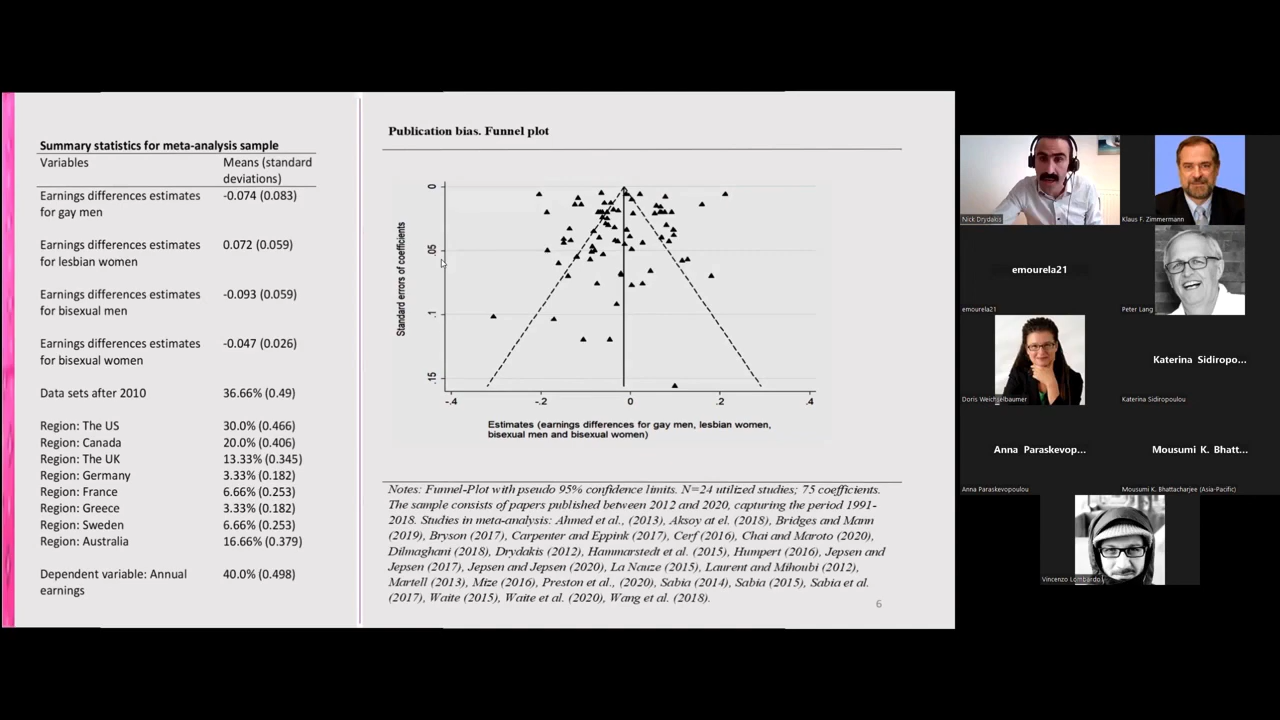 Summary statistics for meta-analysis sample
Variables Means (standard
deviations)
Earnings differences estimates -0.074 (0.083)
for gay men
Earnings differences estimates 0.072 (0.059)
for lesbian women
Earnings differences estimates -0.093 (0.059)
for bisexual men
Earnings differences estimates -0.047 (0.026)
for bisexual women
Data sets after 2010 36.66% (0.49)
Region: The US 30.0% (0.466)
Region: Canada 20.0% (0.406)
Region: The UK 13.33% (0.345)
Region: Germany 3.33% (0.182)
Region: France 6.66% (0.253)
Region: Greece 3.33% (0.182)
Region: Sweden 6.66% (0.253)
Region: Australia 16.66% (0.379)
Dependent variable: Annual 40.0% (0.498)
earnings
Publication bias. Funnel plot
Standard errors of coefficients
0
.05
.1
.15
-.4 -.2 0 .2 .4
Estimates (earnings differences for gay men, lesbian women,
bisexual men and bisexual women)
Notes: Funnel-Plot with pseudo 95% confidence limits. N=24 utilized studies; 75 coefficients.
The sample consists of papers published between 2012 and 2020, capturing the period 1991-
2018. Studies in meta-analysis: Ahmed et al., (2013), Aksoy at el. (2018), Bridges and Mann
(2019), Bryson (2017), Carpenter and Eppink (2017), Cerf (2016), Chai and Maroto (2020),
Dilmaghani (2018), Drydakis (2012), Hammarstedt et al. (2015), Humpert (2016), Jepsen and
Jepsen (2017), Jepsen and Jepsen (2020), La Nauze (2015), Laurent and Mihoubi (2012),
Martell (2013), Mize (2016), Preston et al., (2020), Sabia (2014), Sabia (2015), Sabia et al.
(2017), Waite (2015), Waite et al. (2020), Wang et al. (2018).
6
Nick Drydakis
Klaus F. Zimmermann
emourela21
emourela21
Peter Lang
Doris Weichselbaumer
Katerina Sidiropo...
Katerina Sidiropoulou
Anna Paraskevop...
Anna Paraskevopoulou
Mousumi K. Bhatt...
Mousumi K. Bhattacharjee (Asia-Pacific)
Vincenzo Lombardo